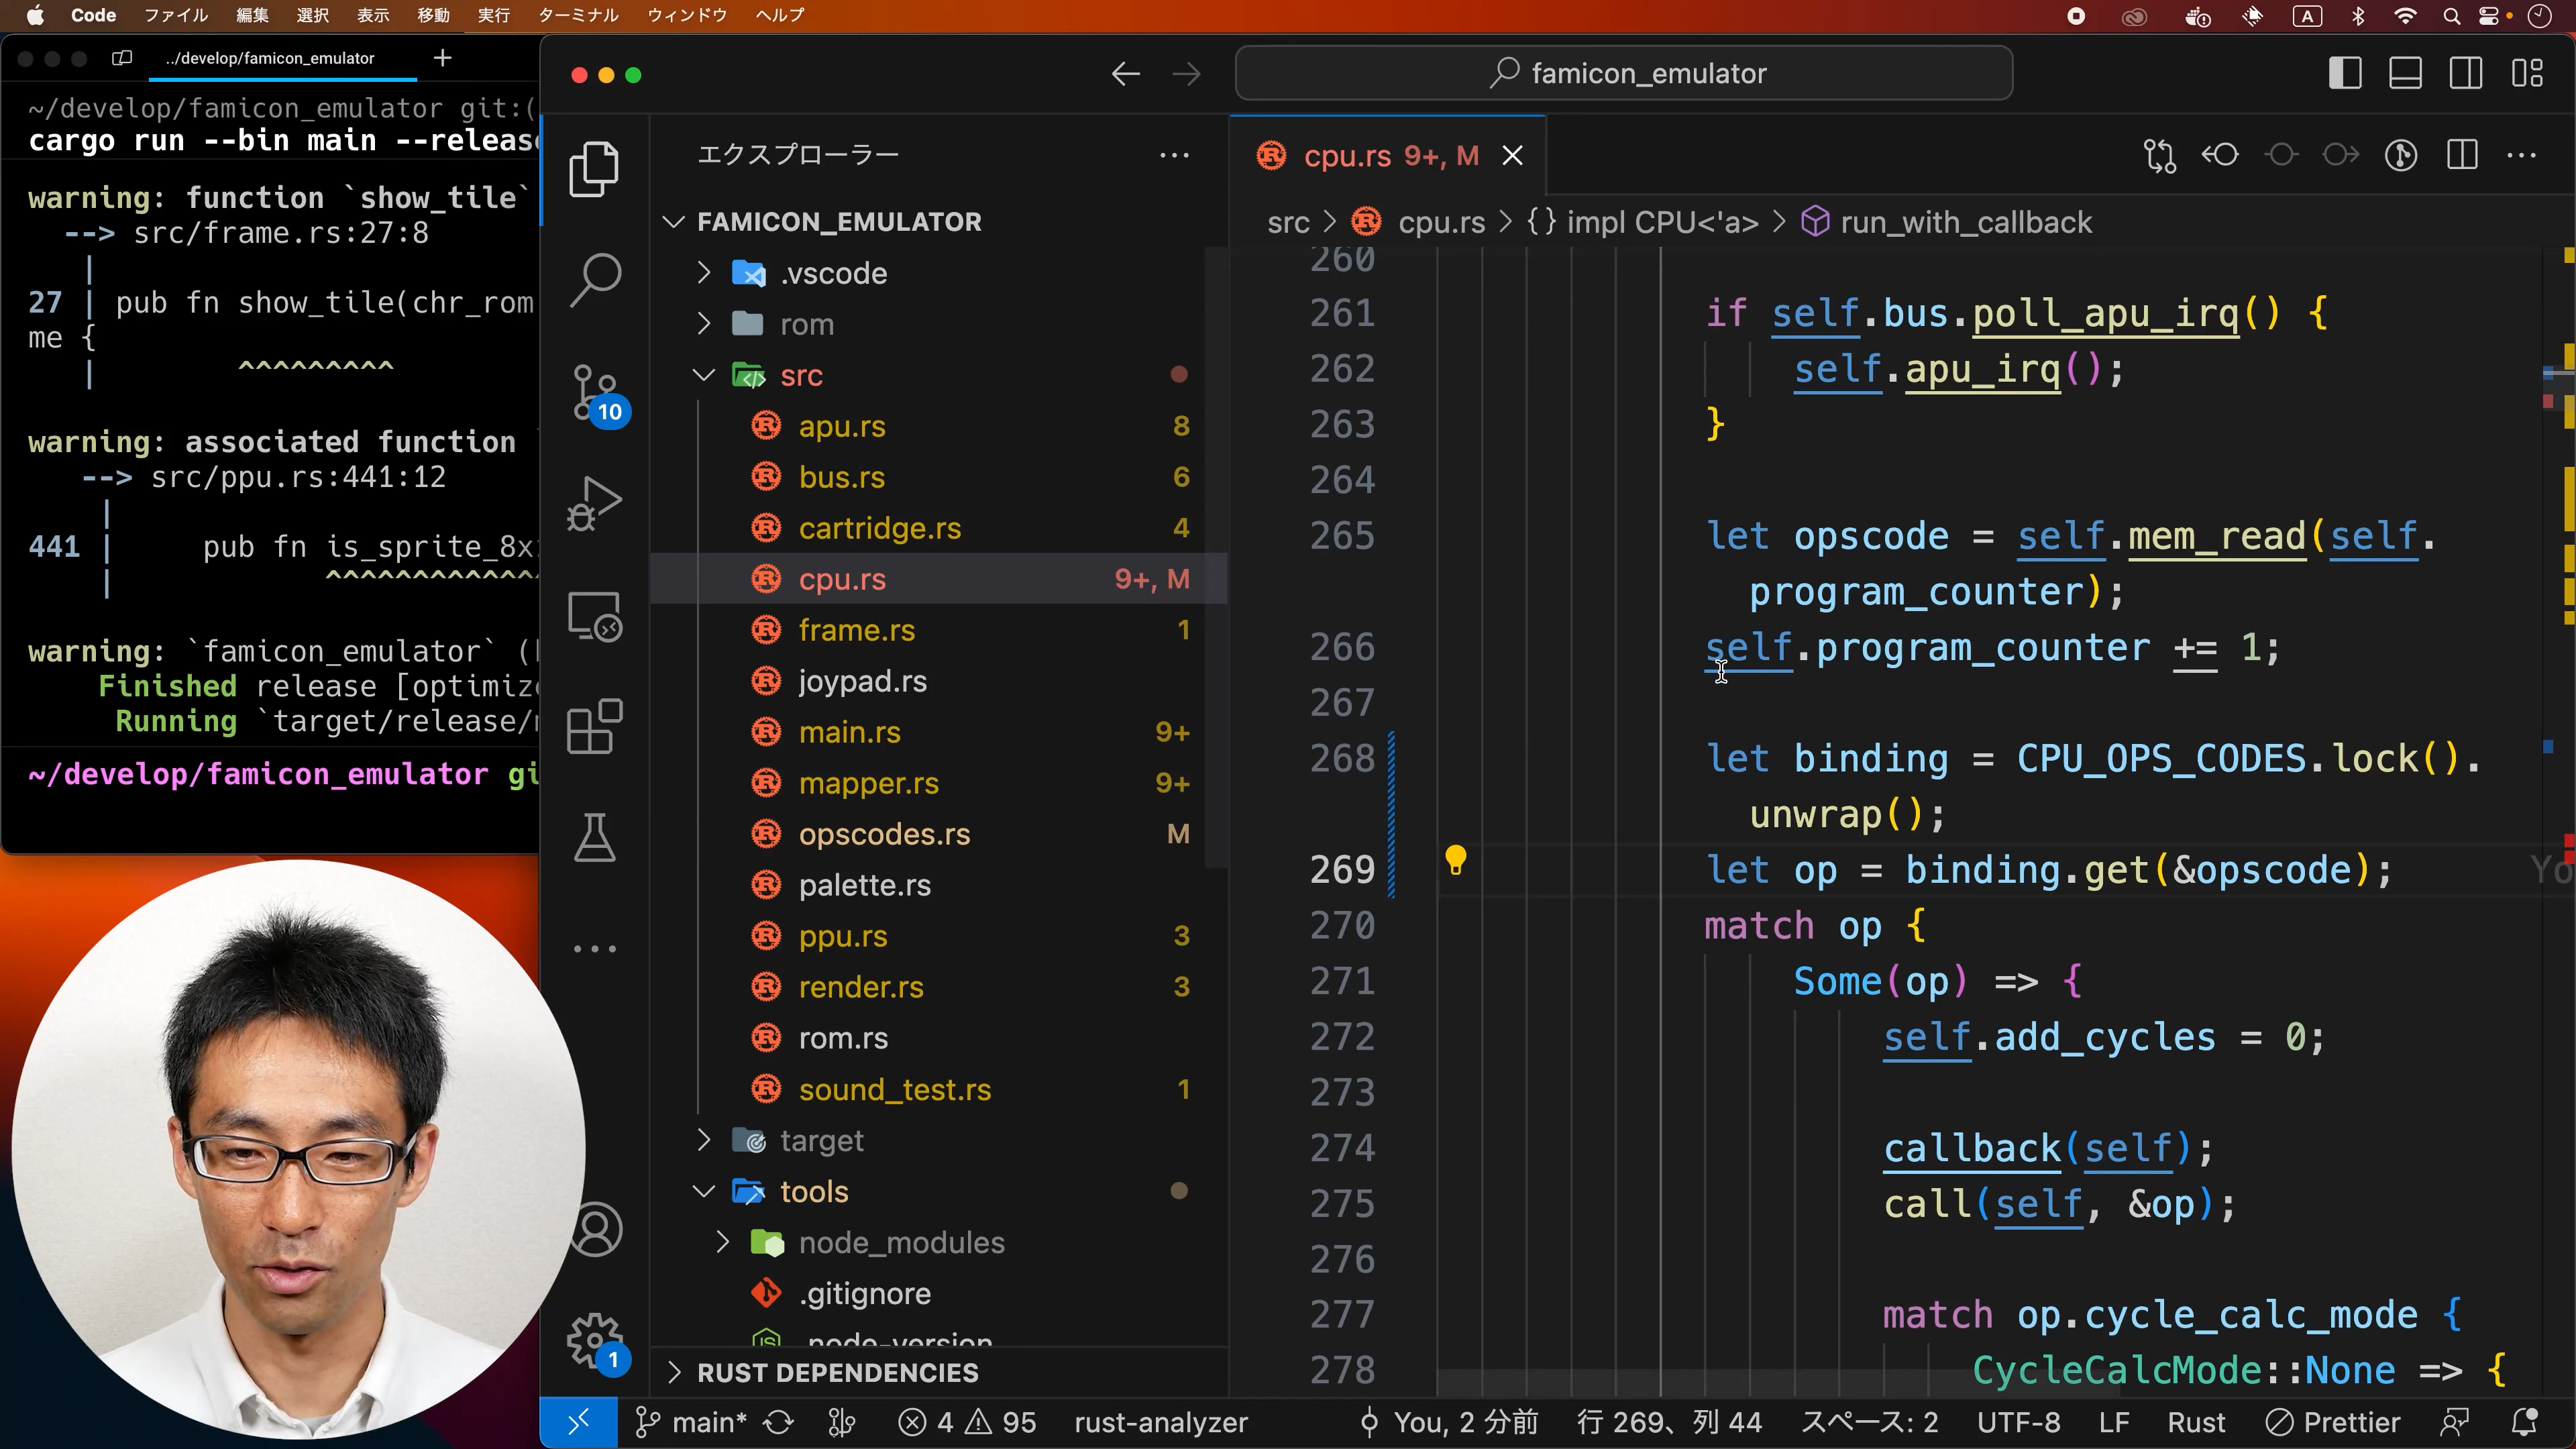 Code ファイル 編集 選択 表示 移動 実行 ターミナル ウィンドウ ヘルプ
A
../develop/famicon_emulator
~/develop/famicon_emulator git:(
cargo run --bin main --release
warning: function `show_tile`
--> src/frame.rs:27:8
|
27 | pub fn show_tile(chr_rom
me {
| ^^^^^^^^^
warning: associated function
--> src/ppu.rs:441:12
|
441 | pub fn is_sprite_8x
| ^^^^^^^^^^^^
warning: `famicon_emulator` (
Finished release [optimize
Running `target/release/
~/develop/famicon_emulator gi
famicon_emulator
エクスプローラー
FAMICON_EMULATOR
.vscode
rom
src
apu.rs 8
bus.rs 6
cartridge.rs 4
cpu.rs 9+, M
frame.rs 1
joypad.rs
main.rs 9+
mapper.rs 9+
opscodes.rs M
palette.rs
ppu.rs 3
render.rs 3
rom.rs
sound_test.rs 1
target
tools
node_modules
.gitignore
.node-version
RUST DEPENDENCIES
10
1
cpu.rs 9+, M
src > cpu.rs > {} impl CPU<'a> > run_with_callback
260
261 if self.bus.poll_apu_irq() {
262 self.apu_irq();
263 }
264
265 let opscode = self.mem_read(self.
program_counter);
266 self.program_counter += 1;
267
268 let binding = CPU_OPS_CODES.lock().
unwrap();
269 let op = binding.get(&opscode); Yo
270 match op {
271 Some(op) => {
272 self.add_cycles = 0;
273
274 callback(self);
275 call(self, &op);
276
277 match op.cycle_calc_mode {
278 CycleCalcMode::None => {
main* 4 95 rust-analyzer You, 2 分前 行 269、列 44 スペース: 2 UTF-8 LF Rust Prettier